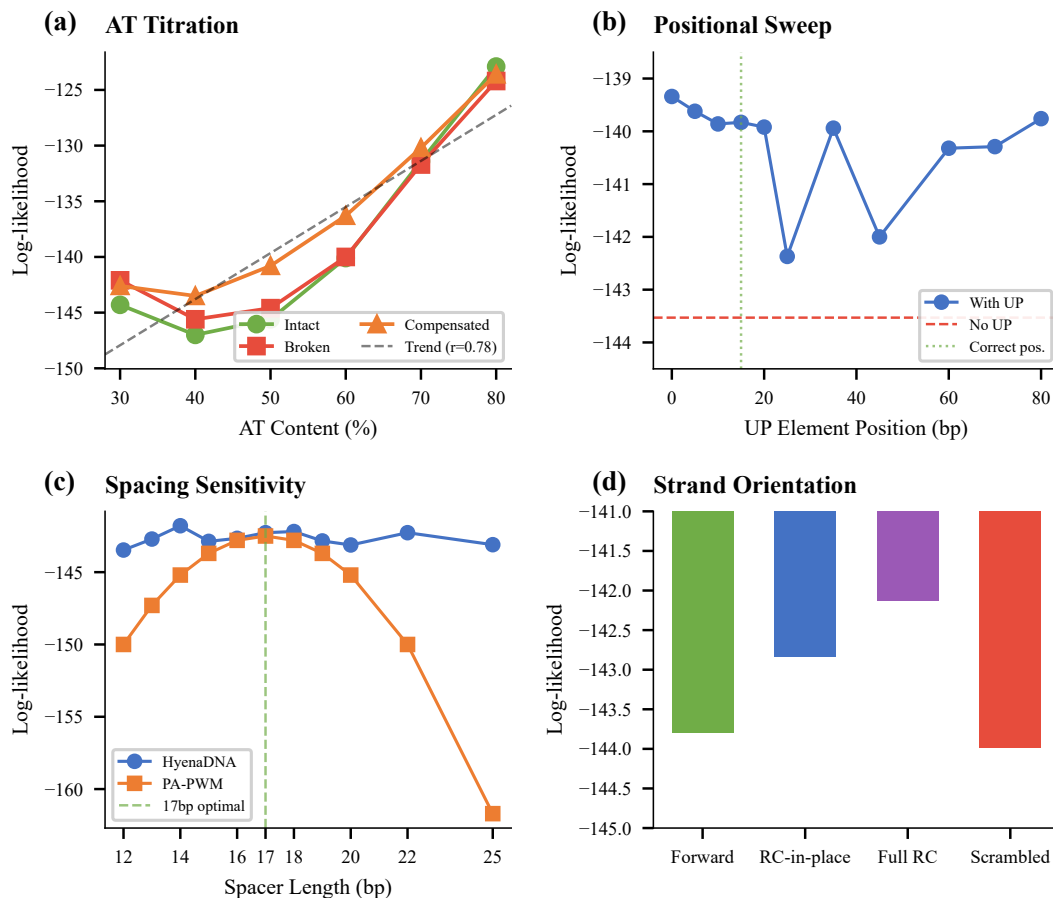 (a) AT Titration
Log-likelihood
−125
−130
−135
−140
−145
−150
Intact
Broken
Compensated
Trend (r=0.78)
30 40 50 60 70 80
AT Content (%)
(b) Positional Sweep
Log-likelihood
−139
−140
−141
−142
−143
−144
With UP
No UP
Correct pos.
0 20 40 60 80
UP Element Position (bp)
(c) Spacing Sensitivity
Log-likelihood
−145
−150
−155
−160
HyenaDNA
PA-PWM
17bp optimal
12 14 16 17 18 20 22 25
Spacer Length (bp)
(d) Strand Orientation
Log-likelihood
−141.0
−141.5
−142.0
−142.5
−143.0
−143.5
−144.0
−144.5
−145.0
Forward RC-in-place Full RC Scrambled